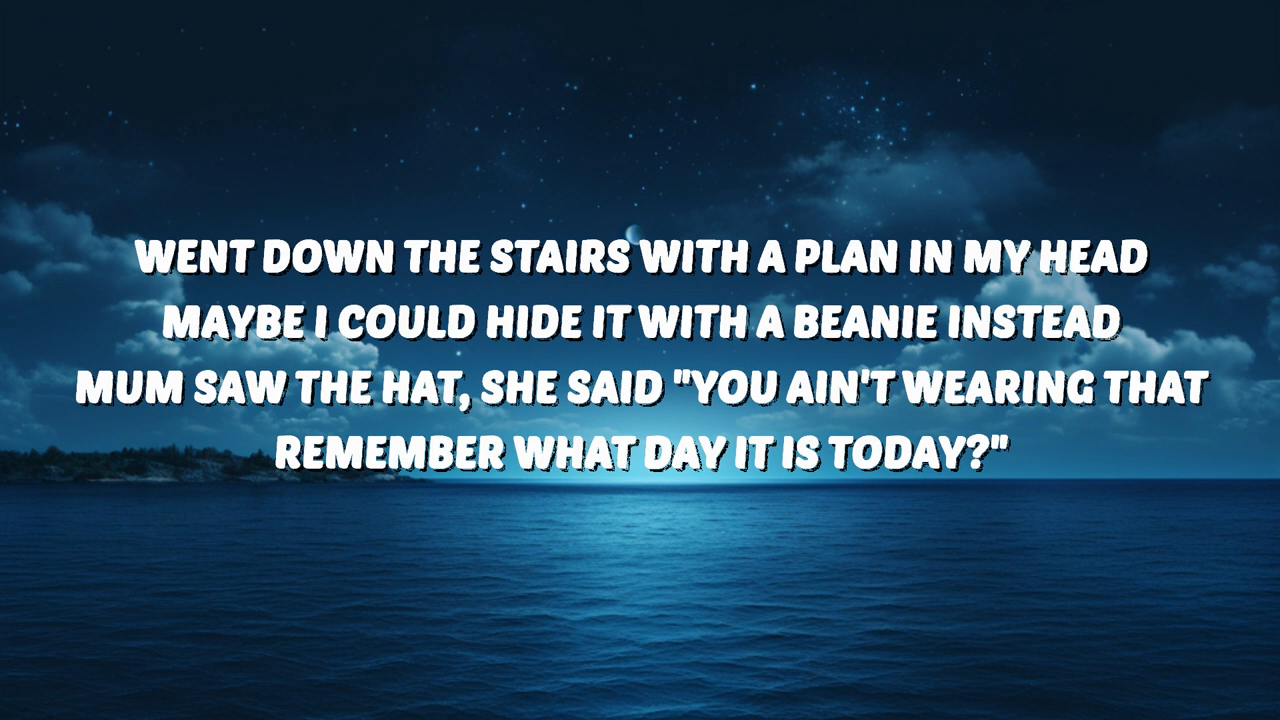 WENT DOWN THE STAIRS WITH A PLAN IN MY HEAD
MAYBE I COULD HIDE IT WITH A BEANIE INSTEAD
MUM SAW THE HAT, SHE SAID "YOU AIN'T WEARING THAT
REMEMBER WHAT DAY IT IS TODAY?"